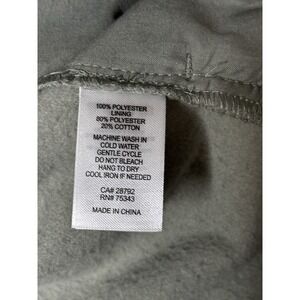 100% POLYESTER
LINING
80% POLYESTER
20% COTTON
MACHINE WASH IN
COLD WATER
GENTLE CYCLE
DO NOT BLEACH
HANG TO DRY
COOL IRON IF NEEDED
CA# 28792
RN# 75343
MADE IN CHINA